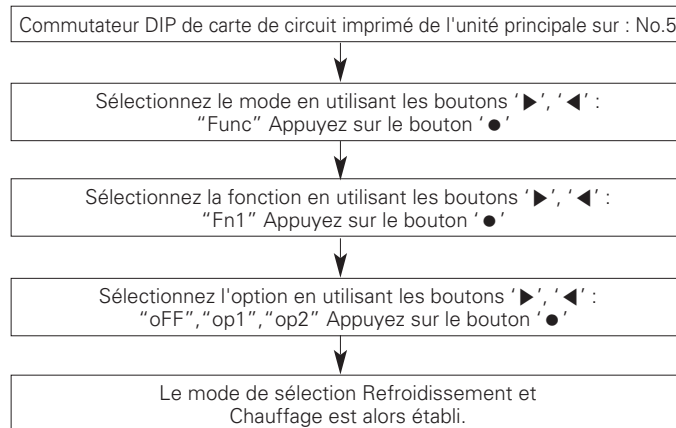 Commutateur DIP de carte de circuit imprimé de l'unité principale sur : No.5
Sélectionnez le mode en utilisant les boutons ‘▶’, ‘◀’ :
“Func” Appuyez sur le bouton ‘●’
Sélectionnez la fonction en utilisant les boutons ‘▶’, ‘◀’ :
“Fn1” Appuyez sur le bouton ‘●’
Sélectionnez l'option en utilisant les boutons ‘▶’, ‘◀’ :
“oFF”,“op1”,“op2” Appuyez sur le bouton ‘●’
Le mode de sélection Refroidissement et
Chauffage est alors établi.